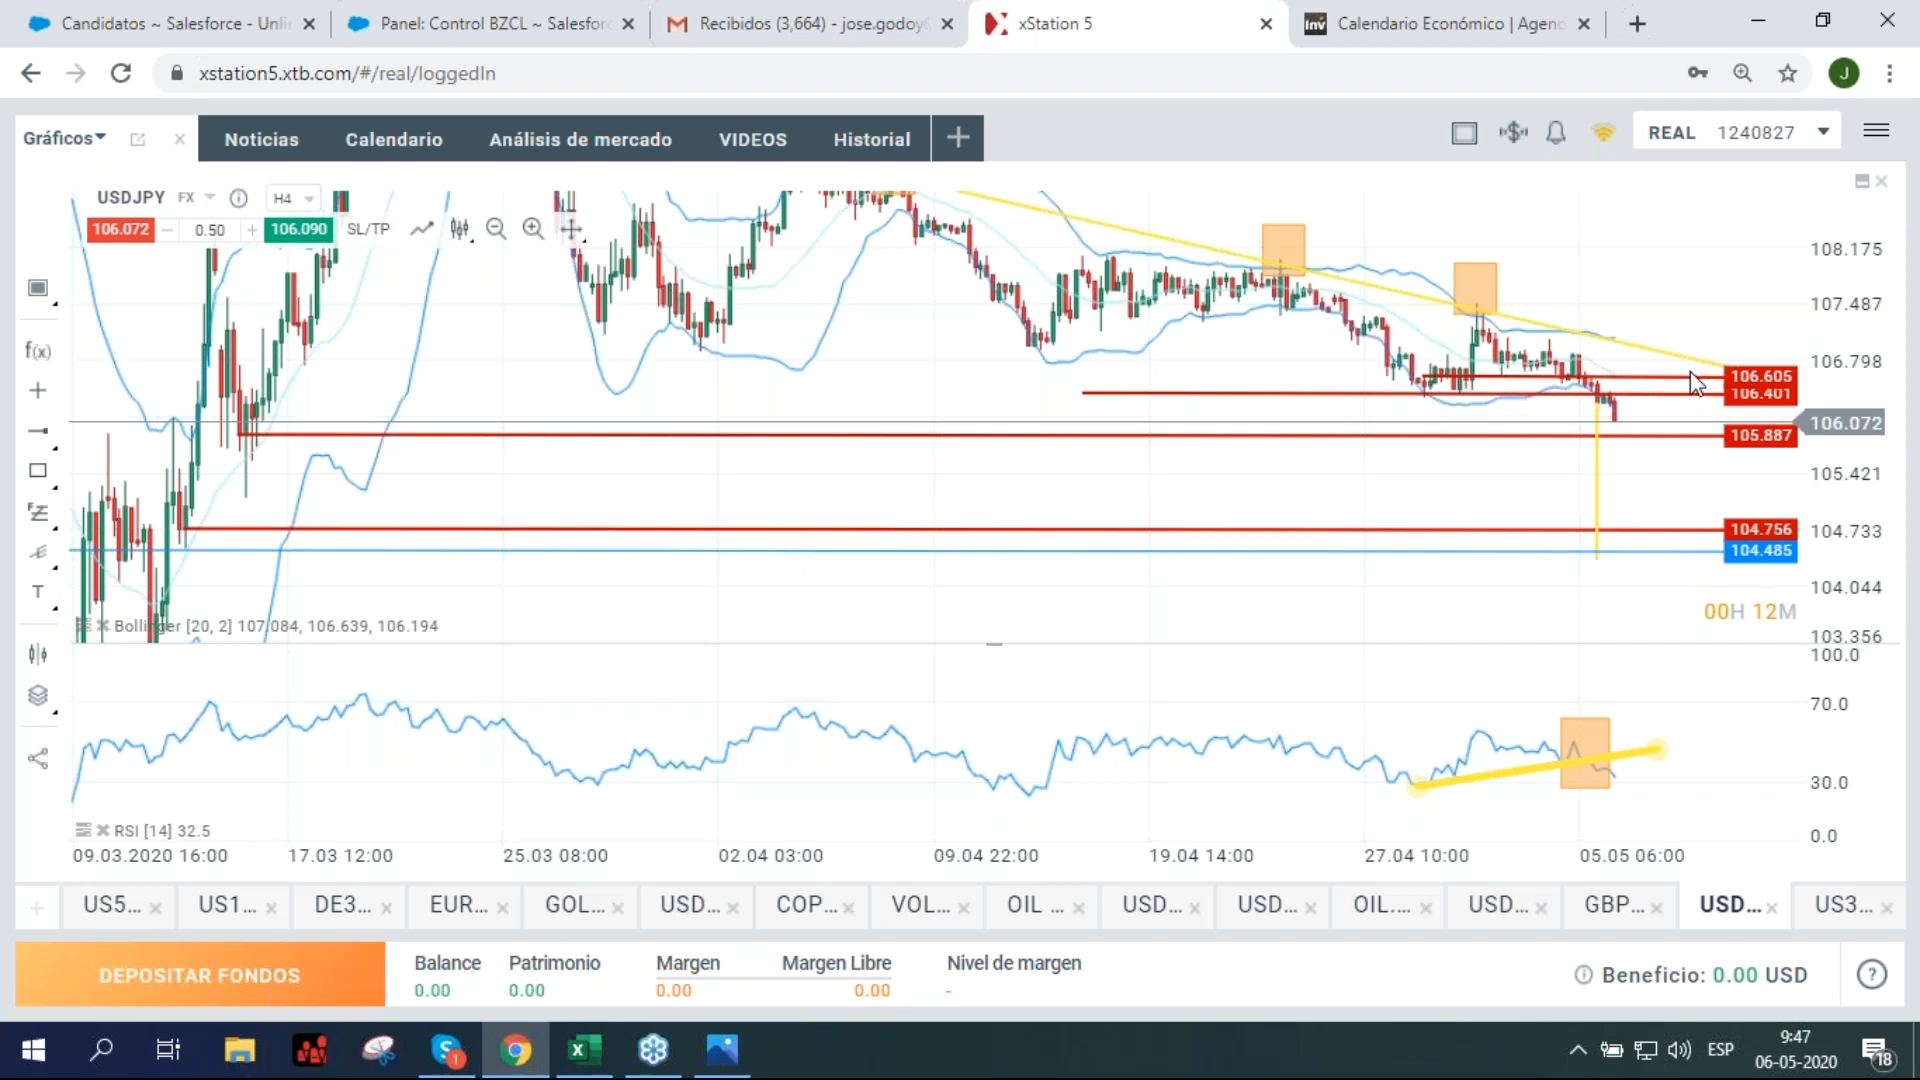 Candidatos ~ Salesforce - Unli
Panel: Control BZCL ~ Salesfor
Recibidos (3,664) - jose.godoy
xStation 5
Inv Calendario Económico | Agen
xstation5.xtb.com/#/real/loggedIn
J
Gráficos
Noticias
Calendario
Análisis de mercado
VIDEOS
Historial
REAL 1240827
USDJPY FX H4
106.072 0.50 106.090 SL/TP
108.175
107.487
106.798
106.605
106.401
106.072
105.887
105.421
104.756
104.733
104.485
104.044
00H 12M
103.356
Bollinger [20, 2] 107.084, 106.639, 106.194
f(x)
T
100.0
70.0
30.0
0.0
RSI [14] 32.5
09.03.2020 16:00 17.03 12:00 25.03 08:00 02.04 03:00 09.04 22:00 19.04 14:00 27.04 10:00 05.05 06:00
US5... US1... DE3... EUR... GOL... USD... COP... VOL... OIL ... USD... USD... OIL.... USD... GBP... USD... US3...
DEPOSITAR FONDOS
Balance Patrimonio Margen Margen Libre Nivel de margen
0.00 0.00 0.00 0.00 -
Beneficio: 0.00 USD
?
1
ESP
9:47
06-05-2020
18